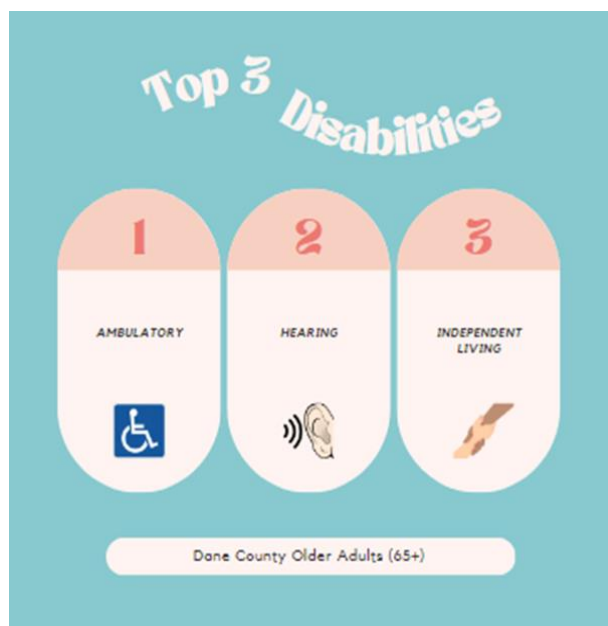 Top 3
Disabilities
1
AMBULATORY
2
HEARING
3
INDEPENDENT
LIVING
Dane County Older Adults (65+)